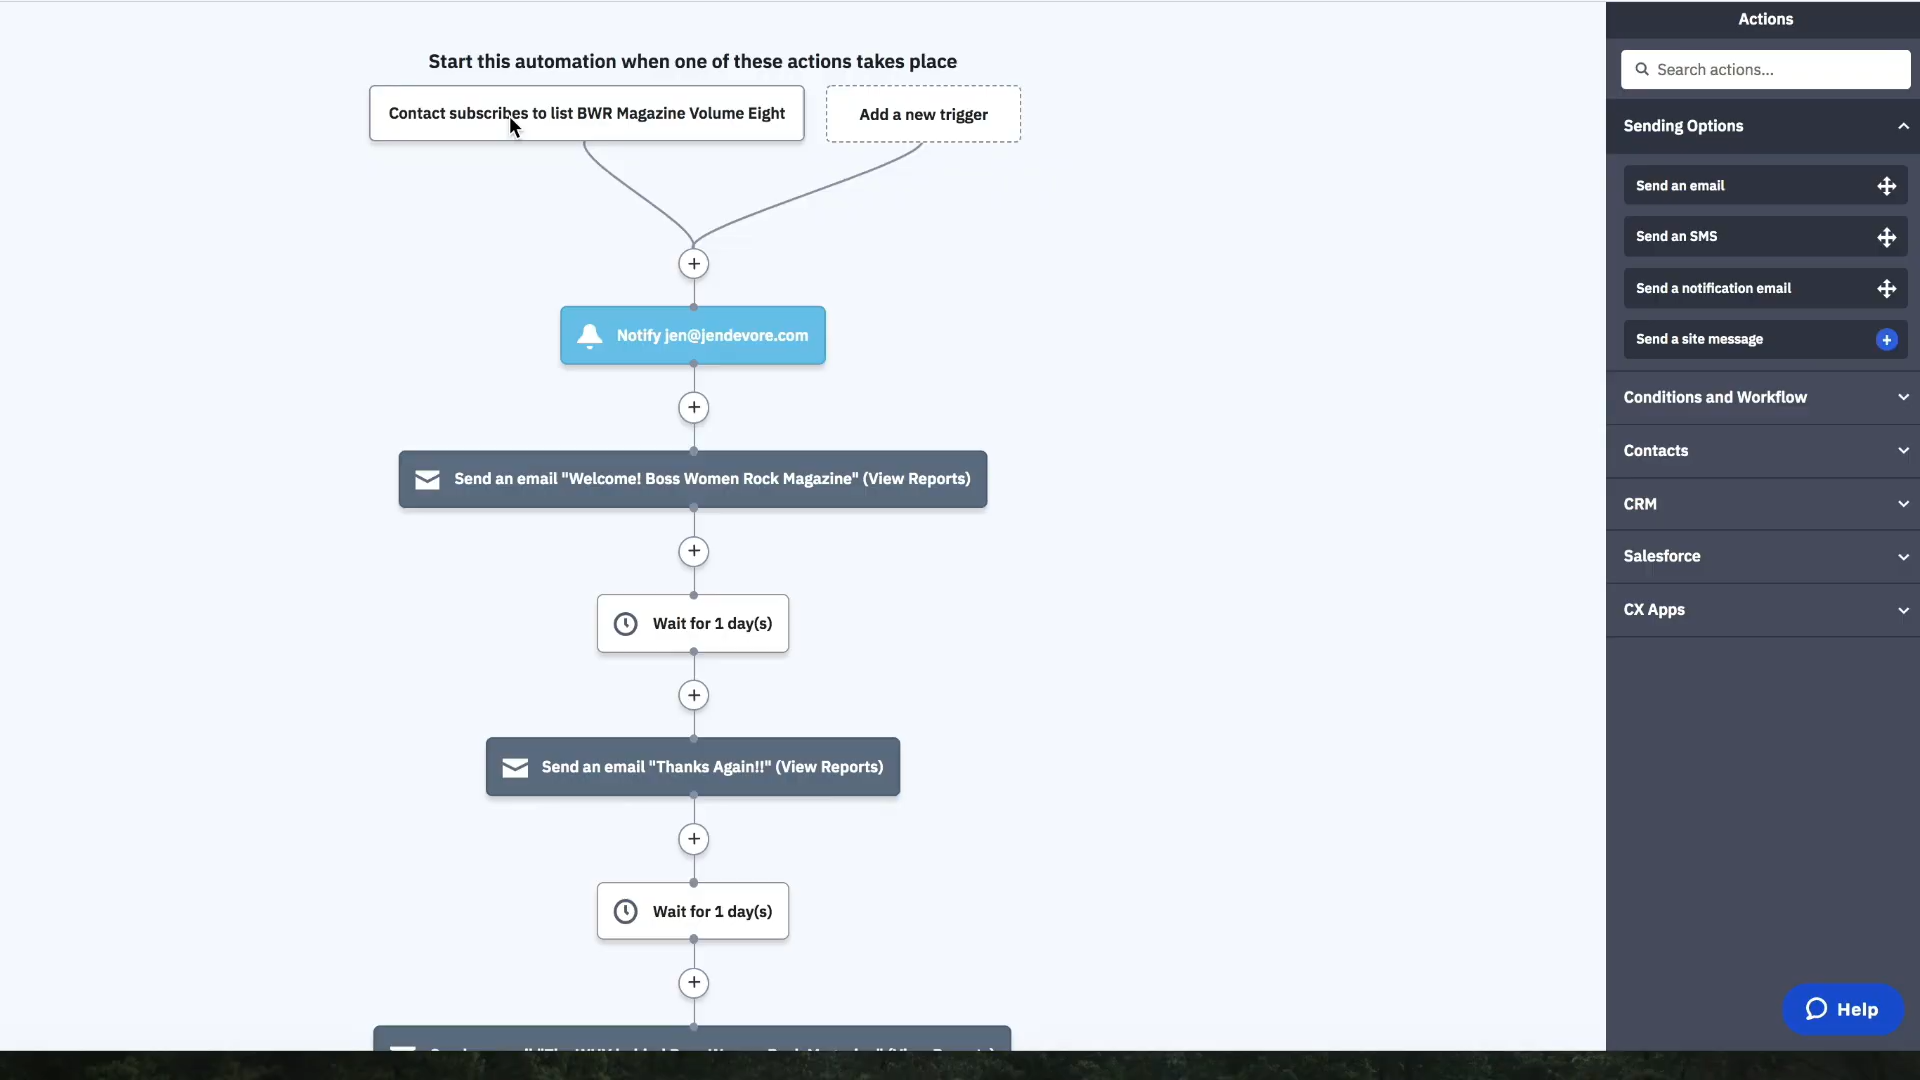 Actions
Search actions...
Start this automation when one of these actions takes place
Contact subscribes to list BWR Magazine Volume Eight
Add a new trigger
Sending Options
Send an email
Send an SMS
Send a notification email
Send a site message
Notify jen@jendevore.com
Conditions and Workflow
Contacts
Send an email "Welcome! Boss Women Rock Magazine" (View Reports)
CRM
Salesforce
CX Apps
Wait for 1 day(s)
Send an email "Thanks Again!!" (View Reports)
Wait for 1 day(s)
Help